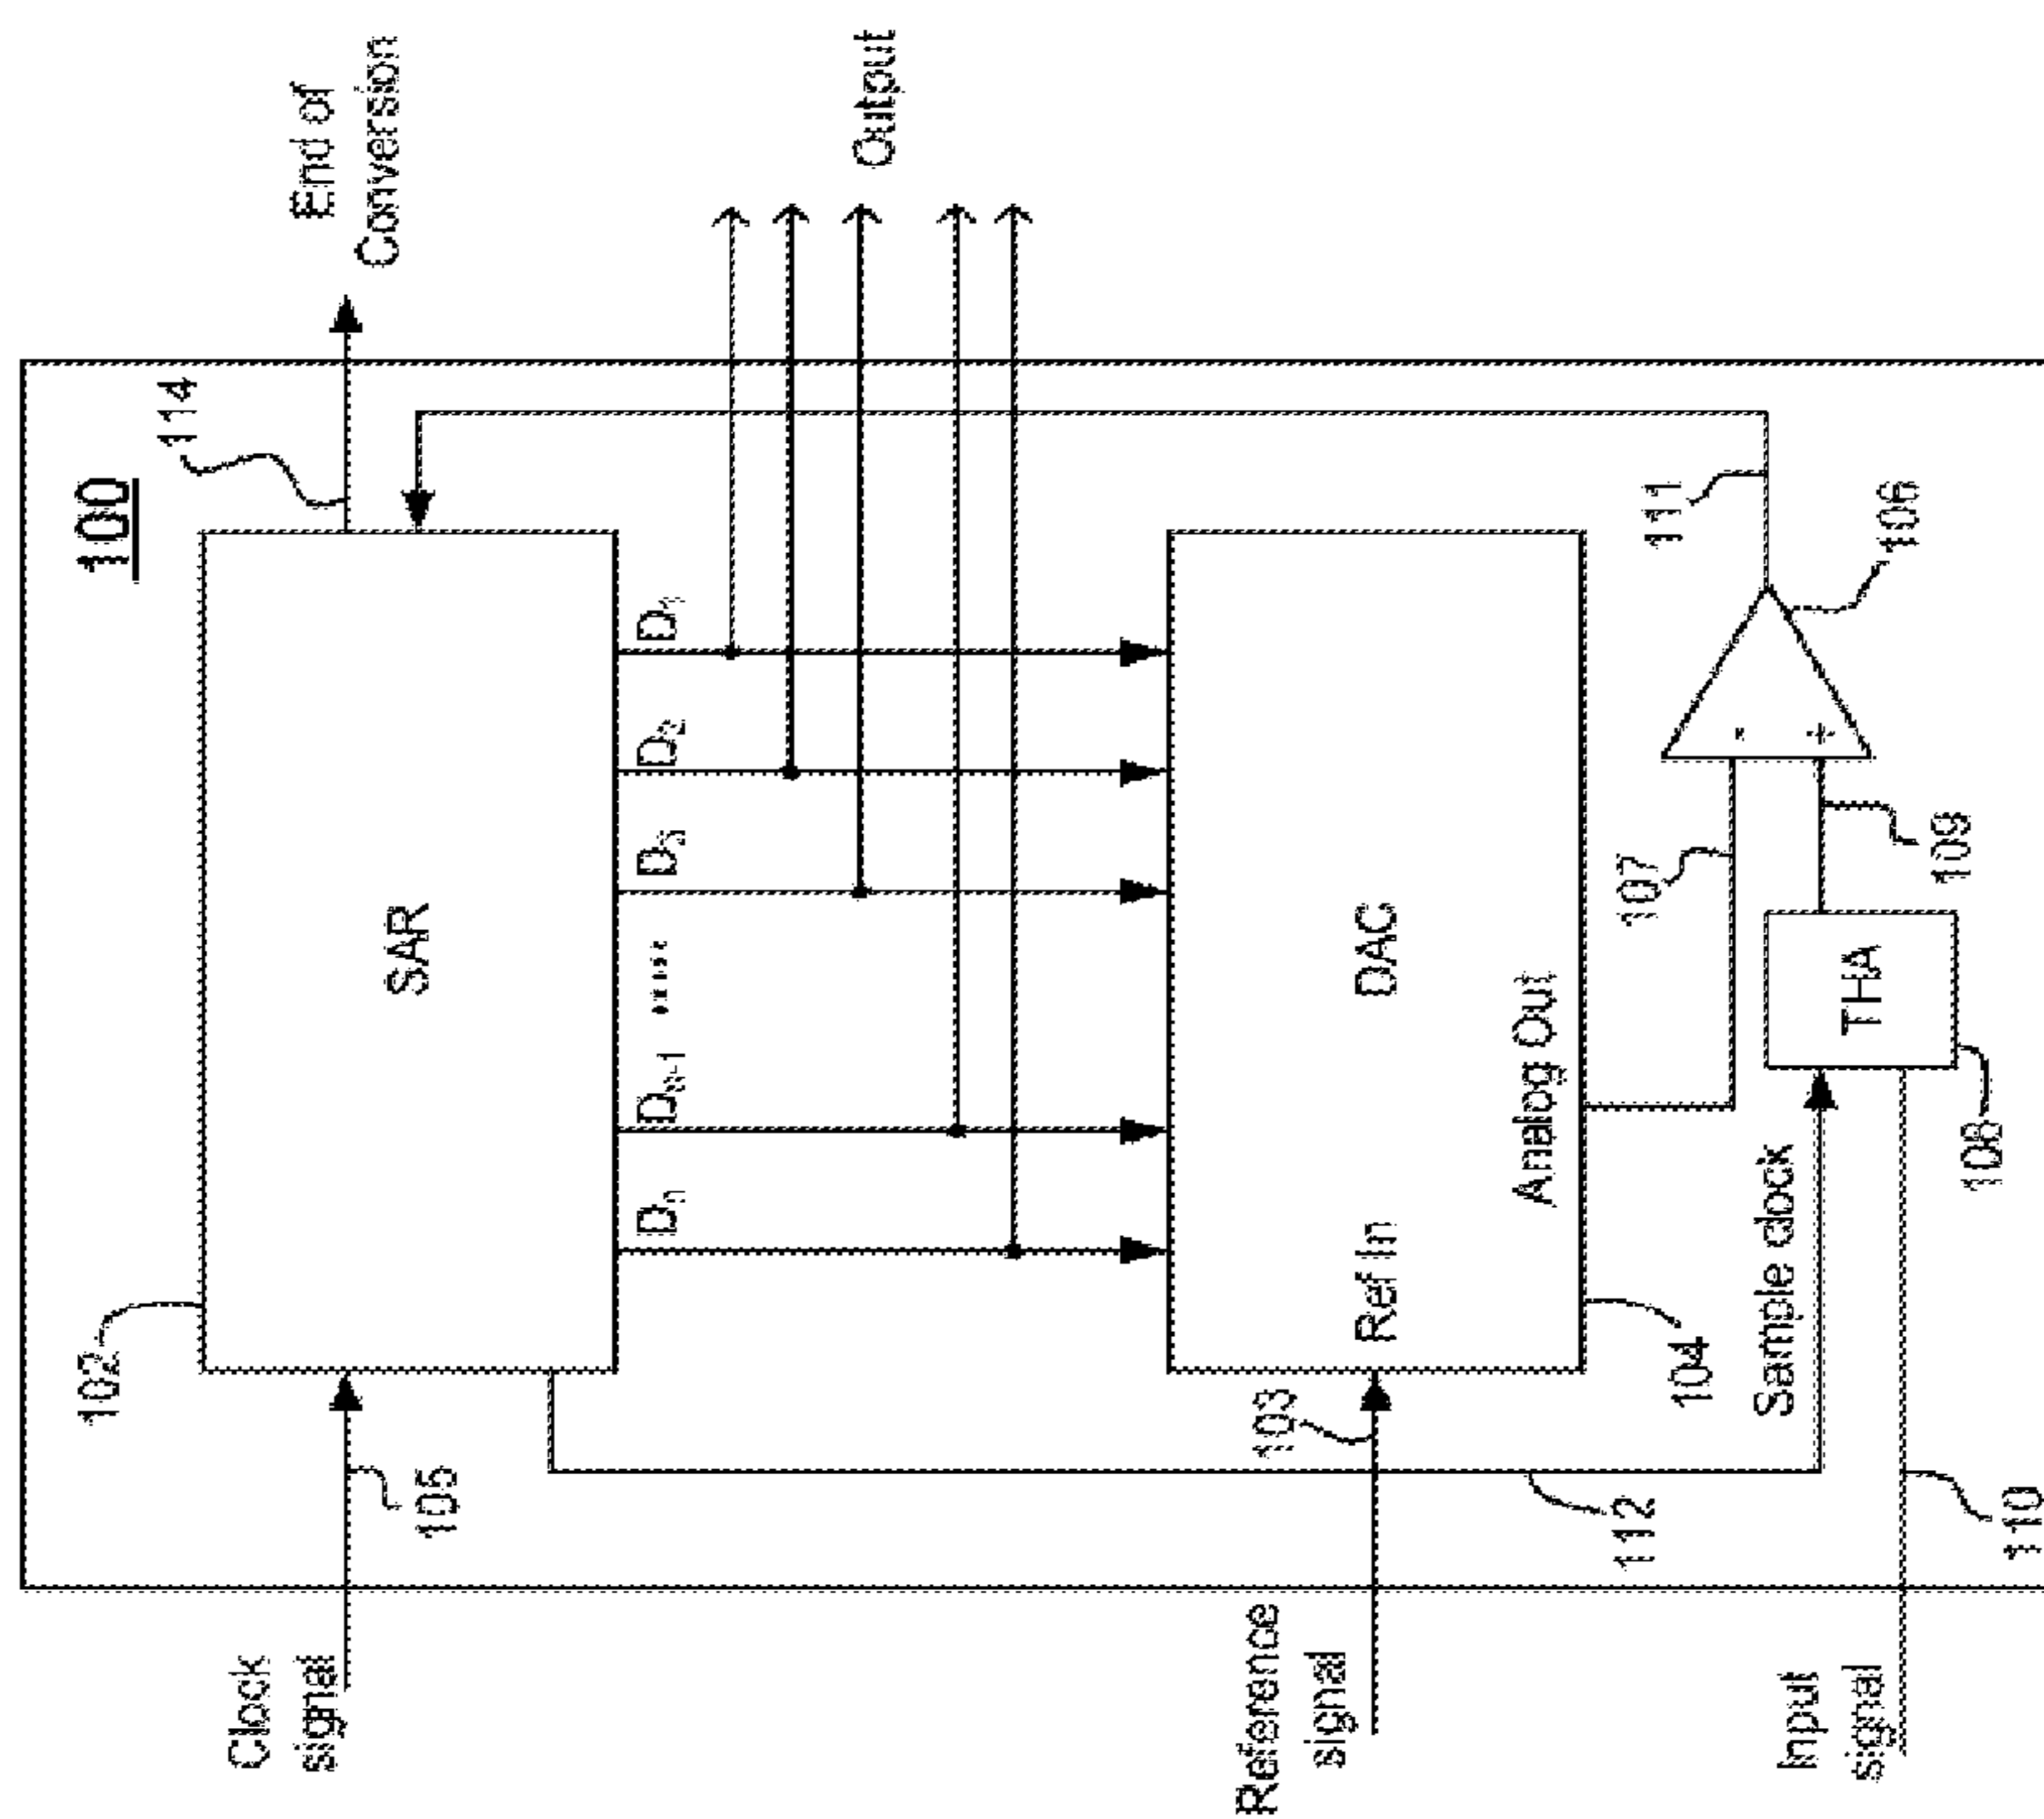 100
End of
Conversion
114
Output
102
SAR
Clock
signal
105
Dn
Dn-1
.....
D3
D2
D1
DAC
Ref In
Analog Out
Reference
signal
103
104
107
111
106
109
THA
108
Sample clock
112
Input
signal
110
-
+